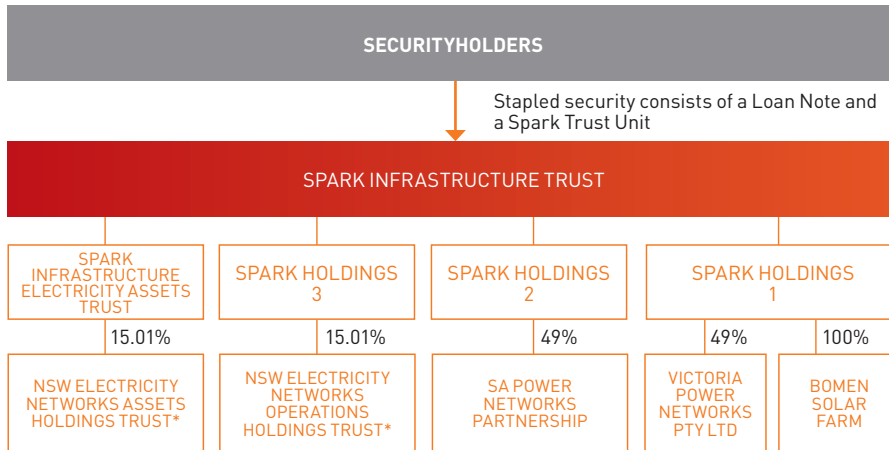 SECURITYHOLDERS
Stapled security consists of a Loan Note and
a Spark Trust Unit
SPARK INFRASTRUCTURE TRUST
SPARK
INFRASTRUCTURE
ELECTRICITY ASSETS
TRUST
SPARK HOLDINGS
3
SPARK HOLDINGS
2
SPARK HOLDINGS
1
15.01%
15.01%
49%
49%
100%
NSW ELECTRICITY
NETWORKS ASSETS
HOLDINGS TRUST*
NSW ELECTRICITY
NETWORKS
OPERATIONS
HOLDINGS TRUST*
SA POWER
NETWORKS
PARTNERSHIP
VICTORIA
POWER
NETWORKS
PTY LTD
BOMEN
SOLAR
FARM